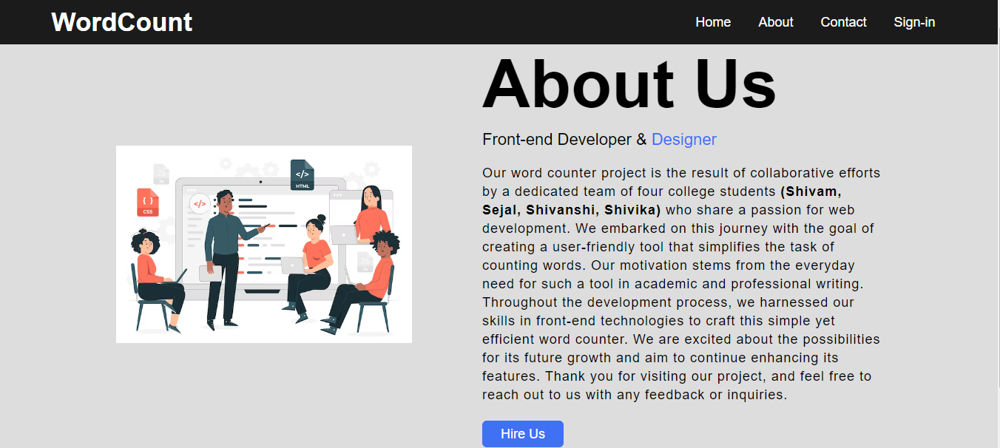 WordCount
Home About Contact Sign-in
About Us
Front-end Developer & Designer
Our word counter project is the result of collaborative efforts
by a dedicated team of four college students (Shivam,
Sejal, Shivanshi, Shivika) who share a passion for web
development. We embarked on this journey with the goal of
creating a user-friendly tool that simplifies the task of
counting words. Our motivation stems from the everyday
need for such a tool in academic and professional writing.
Throughout the development process, we harnessed our
skills in front-end technologies to craft this simple yet
efficient word counter. We are excited about the possibilities
for its future growth and aim to continue enhancing its
features. Thank you for visiting our project, and feel free to
reach out to us with any feedback or inquiries.
Hire Us
</> HTML
{ } CSS
</>
Js
Js